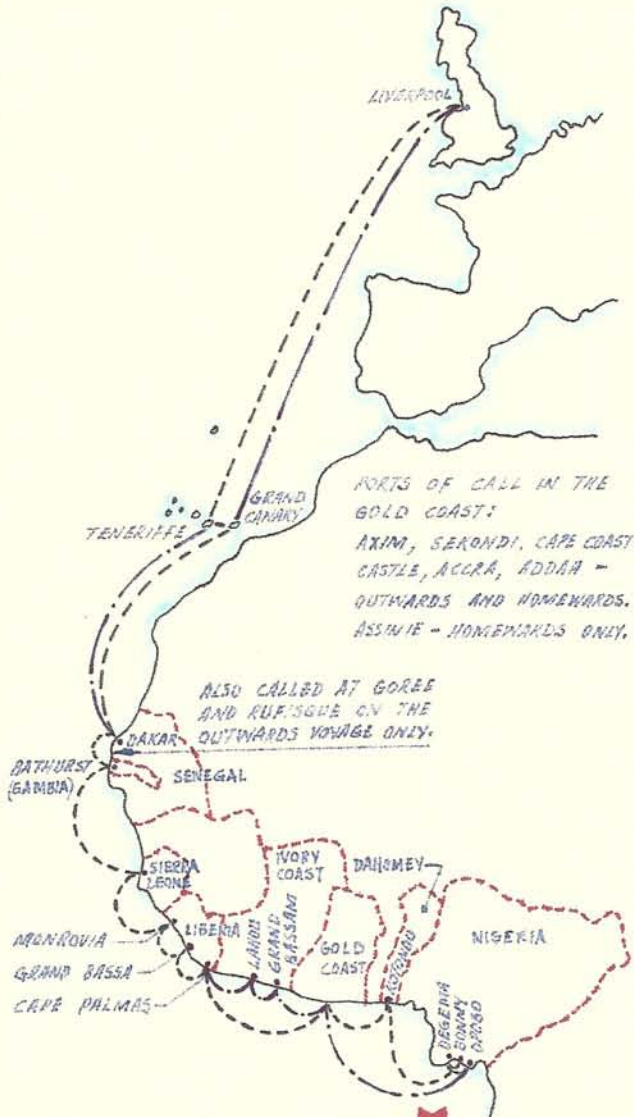 LIVERPOOL
GRAND
CANARY
TENERIFFE
PORTS OF CALL IN THE
GOLD COAST:
AXIM, SEKONDI, CAPE COAST
CASTLE, ACCRA, ADDAH -
OUTWARDS AND HOMEWARDS.
ASSINIE - HOMEWARDS ONLY.
ALSO CALLED AT GOREE
AND RUFISQUE ON THE
OUTWARDS VOYAGE ONLY.
DAKAR
BATHURST
(GAMBIA)
SENEGAL
SIERRA
LEONE
IVORY
COAST
DAHOMEY
MONROVIA
LIBERIA
LAHOU
GRAND
BASSAM
GOLD
COAST
KOTONOU
NIGERIA
GRAND BASSA
CAPE PALMAS
DEGEMA
BONNY
OPOBO